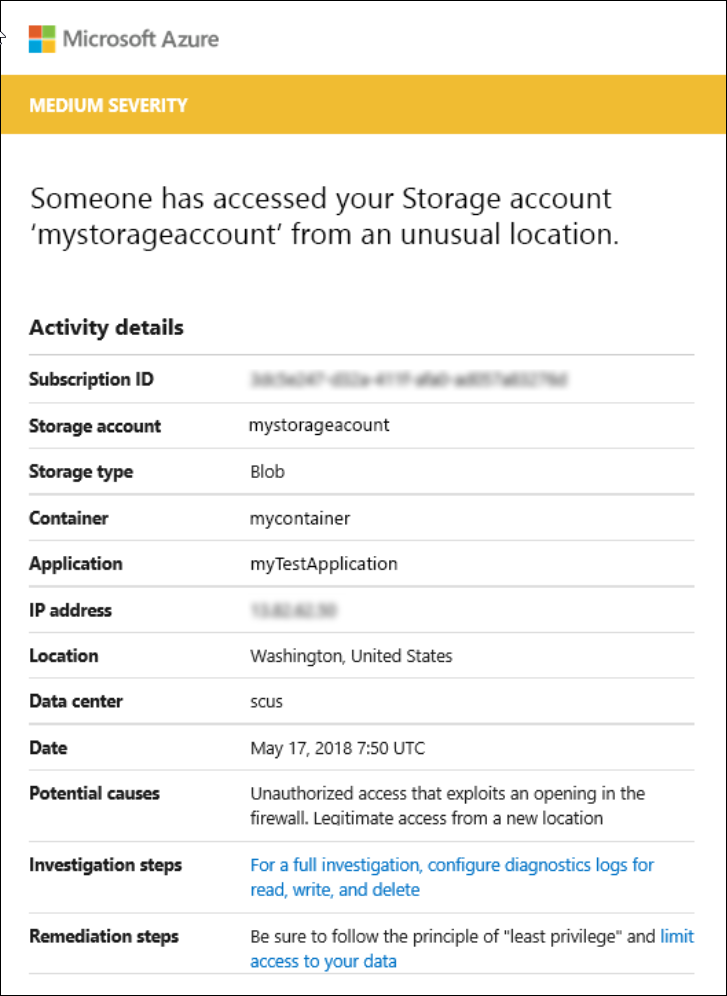 Microsoft Azure
MEDIUM SEVERITY
Someone has accessed your Storage account
‘mystorageaccount’ from an unusual location.
Activity details
Subscription ID
Storage account mystorageacount
Storage type Blob
Container mycontainer
Application myTestApplication
IP address
Location Washington, United States
Data center scus
Date May 17, 2018 7:50 UTC
Potential causes Unauthorized access that exploits an opening in the
firewall. Legitimate access from a new location
Investigation steps For a full investigation, configure diagnostics logs for
read, write, and delete
Remediation steps Be sure to follow the principle of "least privilege" and limit
access to your data